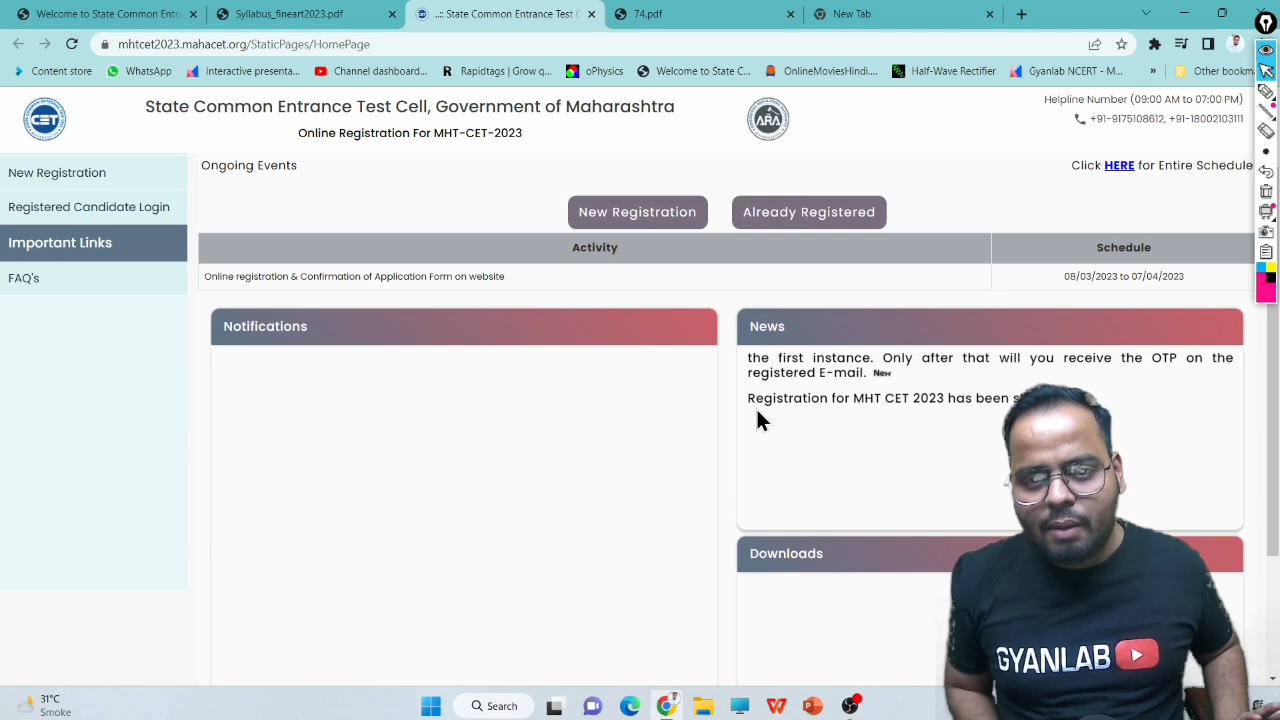 Welcome to State Common Entr
Syllabus_fineart2023.pdf
..:: State Common Entrance Test C
74.pdf
New Tab
mhtcet2023.mahacet.org/StaticPages/HomePage
Content store
WhatsApp
Interactive presenta...
Channel dashboard...
Rapidtags | Grow q...
oPhysics
Welcome to State C...
OnlineMoviesHindi....
Half-Wave Rectifier
Gyanlab NCERT - M...
»
Other bookm
CET
State Common Entrance Test Cell, Government of Maharashtra
Online Registration For MHT-CET-2023
ARA
Helpline Number (09:00 AM to 07:00 PM)
+91-9175108612, +91-18002103111
New Registration
Registered Candidate Login
Important Links
FAQ's
Ongoing Events
Click HERE for Entire Schedule
New Registration
Already Registered
Activity
Schedule
Online registration & Confirmation of Application Form on website
08/03/2023 to 07/04/2023
Notifications
News
the first instance. Only after that will you receive the OTP on the
registered E-mail. New
Registration for MHT CET 2023 has been s
Downloads
GYANLAB
31°C
Smoke
Search